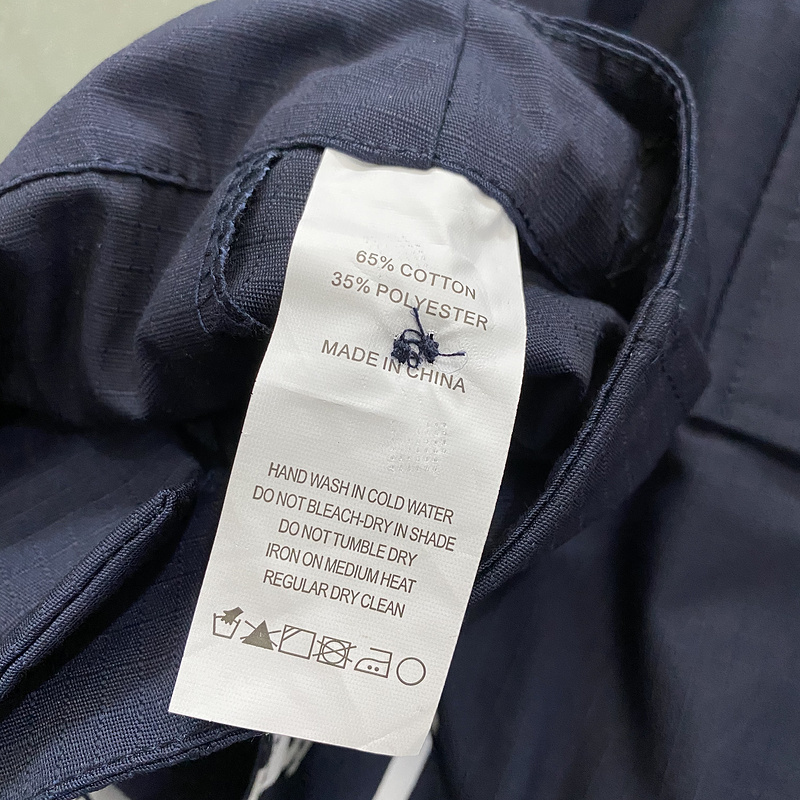 65% COTTON
35% POLYESTER
MADE IN CHINA
HAND WASH IN COLD WATER
DO NOT BLEACH-DRY IN SHADE
DO NOT TUMBLE DRY
IRON ON MEDIUM HEAT
REGULAR DRY CLEAN